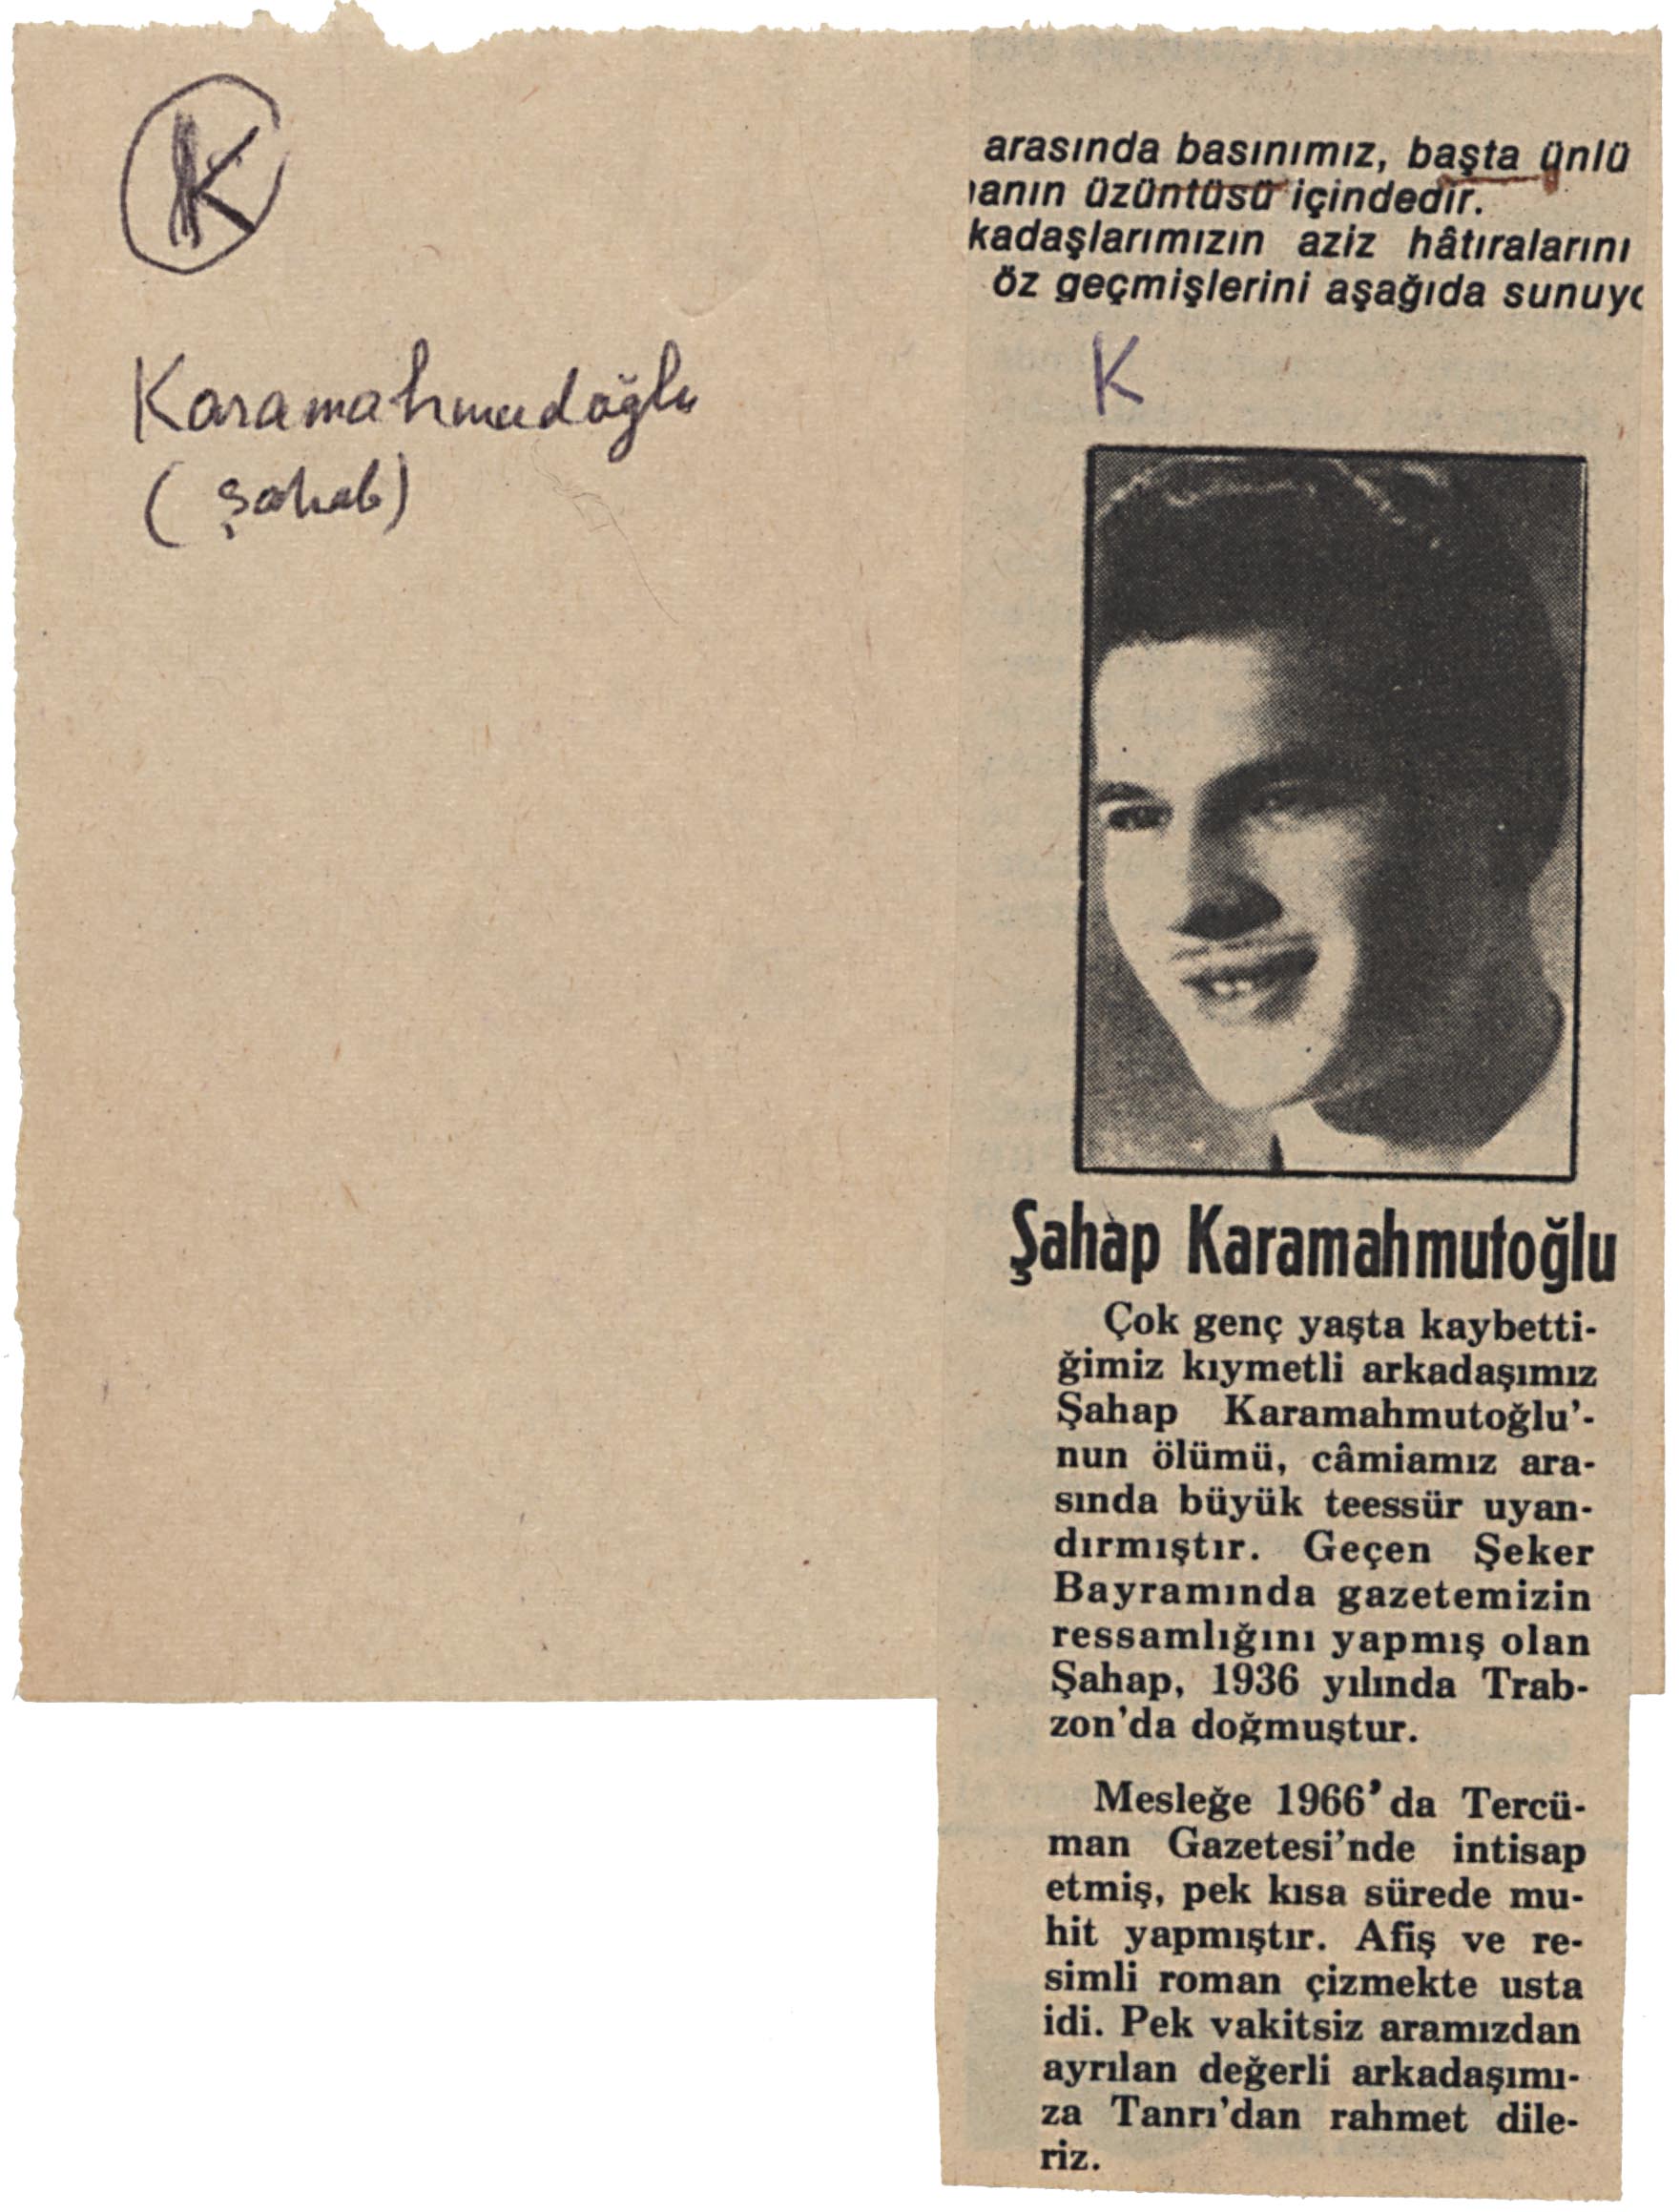 K
Karamahmudoğlu
(Şahab)
arasında basınımız, başta ünlü
anın üzüntüsü içindedir.
kadaşlarımızın aziz hâtıralarını
öz geçmişlerini aşağıda sunuyo
K
Şahap Karamahmutoğlu
Çok genç yaşta kaybetti-
ğimiz kıymetli arkadaşımız
Şahap Karamahmutoğlu'-
nun ölümü, câmiamız ara-
sında büyük teessür uyan-
dırmıştır. Geçen Şeker
Bayramında gazetemizin
ressamlığını yapmış olan
Şahap, 1936 yılında Trab-
zon'da doğmuştur.
Mesleğe 1966'da Tercü-
man Gazetesi'nde intisap
etmiş, pek kısa sürede mu-
hit yapmıştır. Afiş ve re-
simli roman çizmekte usta
idi. Pek vakitsiz aramızdan
ayrılan değerli arkadaşımı-
za Tanrı'dan rahmet dile-
riz.